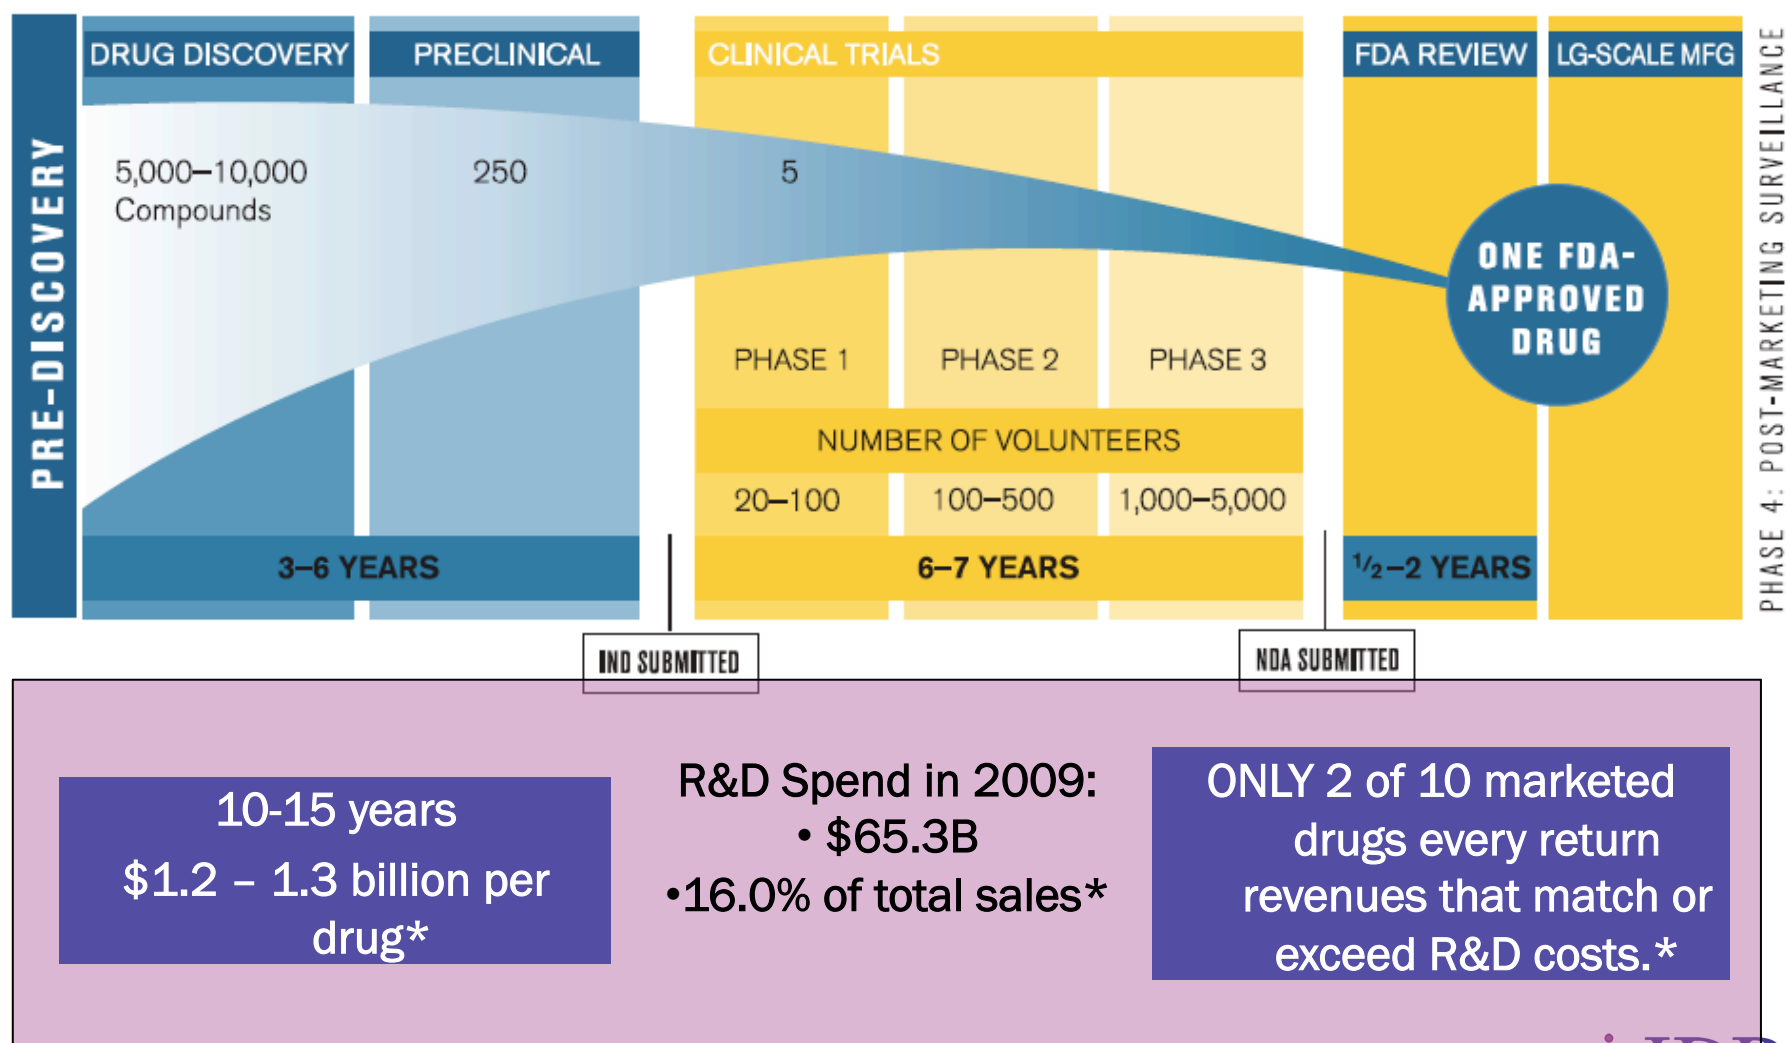 PRE-DISCOVERY
DRUG DISCOVERY
PRECLINICAL
CLINICAL TRIALS
FDA REVIEW
LG-SCALE MFG
5,000–10,000
Compounds
250
5
ONE FDA-
APPROVED
DRUG
PHASE 1
PHASE 2
PHASE 3
NUMBER OF VOLUNTEERS
20–100
100–500
1,000–5,000
3–6 YEARS
6–7 YEARS
1/2–2 YEARS
PHASE 4: POST-MARKETING SURVEILLANCE
IND SUBMITTED
NDA SUBMITTED
10-15 years
$1.2 – 1.3 billion per
drug*
R&D Spend in 2009:
• $65.3B
•16.0% of total sales*
ONLY 2 of 10 marketed
drugs every return
revenues that match or
exceed R&D costs.*